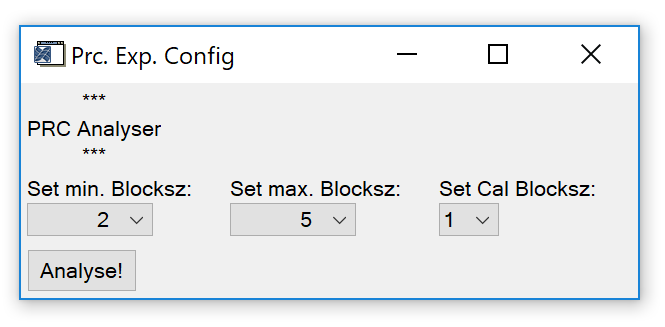 Prc. Exp. Config
***
PRC Analyser
***
Set min. Blocksz: Set max. Blocksz: Set Cal Blocksz:
2 5 1
Analyse!